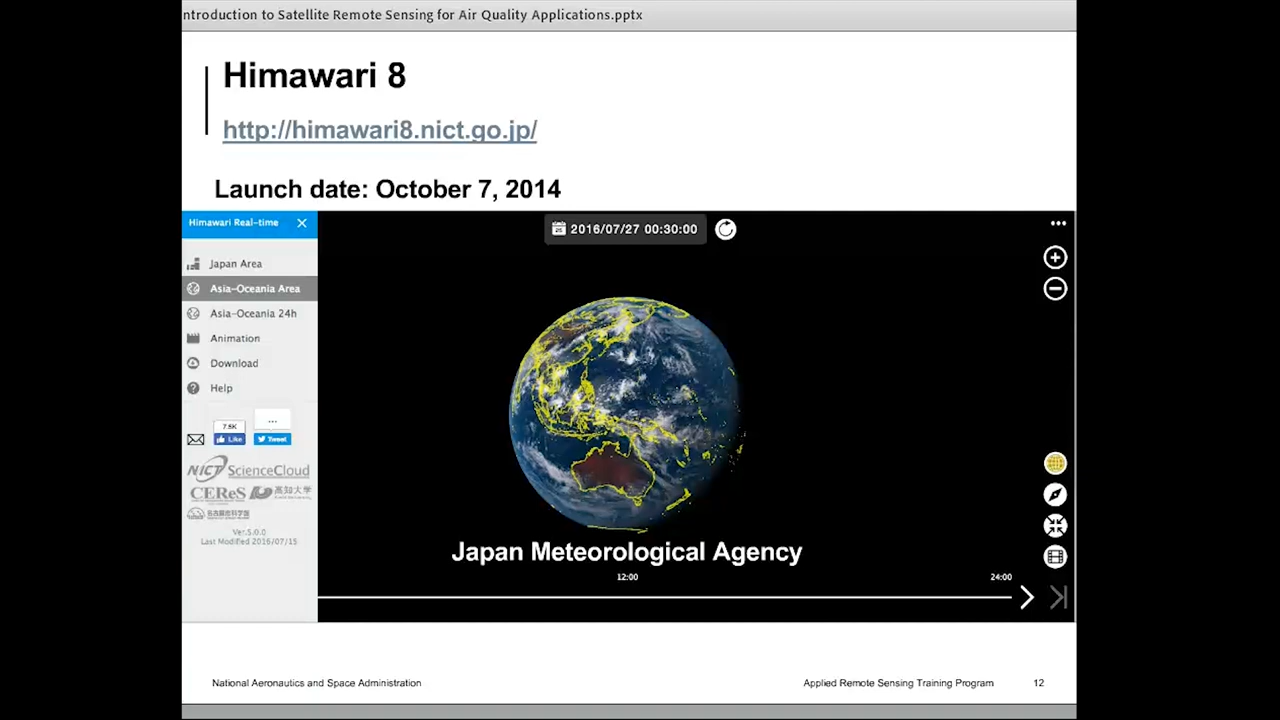 ntroduction to Satellite Remote Sensing for Air Quality Applications.pptx
Himawari 8
http://himawari8.nict.go.jp/
Launch date: October 7, 2014
Himawari Real-time
2016/07/27 00:30:00
Japan Area
Asia-Oceania Area
Asia-Oceania 24h
Animation
Download
Help
7.5K
...
Like
Tweet
NICT ScienceCloud
CEReS 高知大学
Ver.5.0.0
Last Modified 2016/07/15
Japan Meteorological Agency
12:00
24:00
National Aeronautics and Space Administration
Applied Remote Sensing Training Program
12